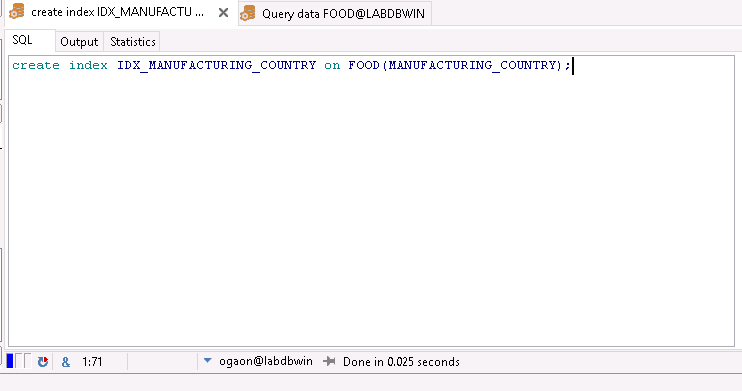 create index IDX_MANUFACTU ...
Query data FOOD@LABDBWIN
SQL Output Statistics
create index IDX_MANUFACTURING_COUNTRY on FOOD(MANUFACTURING_COUNTRY);
& 1:71 ogaon@labdbwin Done in 0.025 seconds